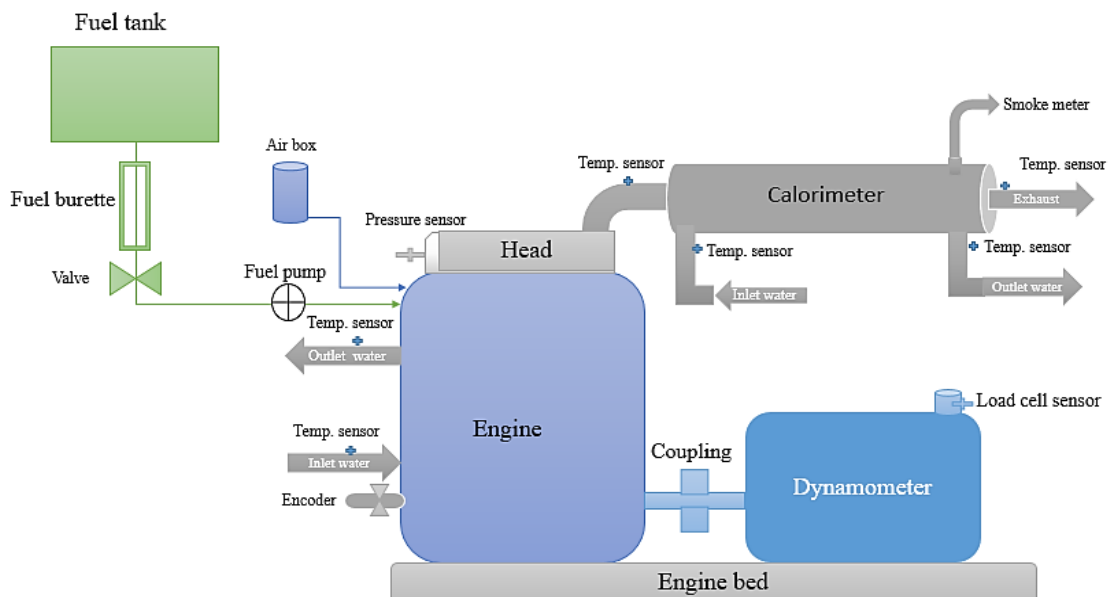 Fuel tank
Smoke meter
Air box
Temp. sensor
Temp. sensor
Fuel burette
Calorimeter
Exhaust
Pressure sensor
Head
Temp. sensor
Temp. sensor
Valve
Fuel pump
Inlet water
Outlet water
Temp. sensor
Outlet water
Load cell sensor
Temp. sensor
Engine
Coupling
Inlet water
Dynamometer
Encoder
Engine bed